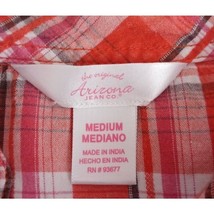 the original
Arizona
JEAN CO.
MEDIUM
MEDIANO
MADE IN INDIA
HECHO EN INDIA
RN # 93677